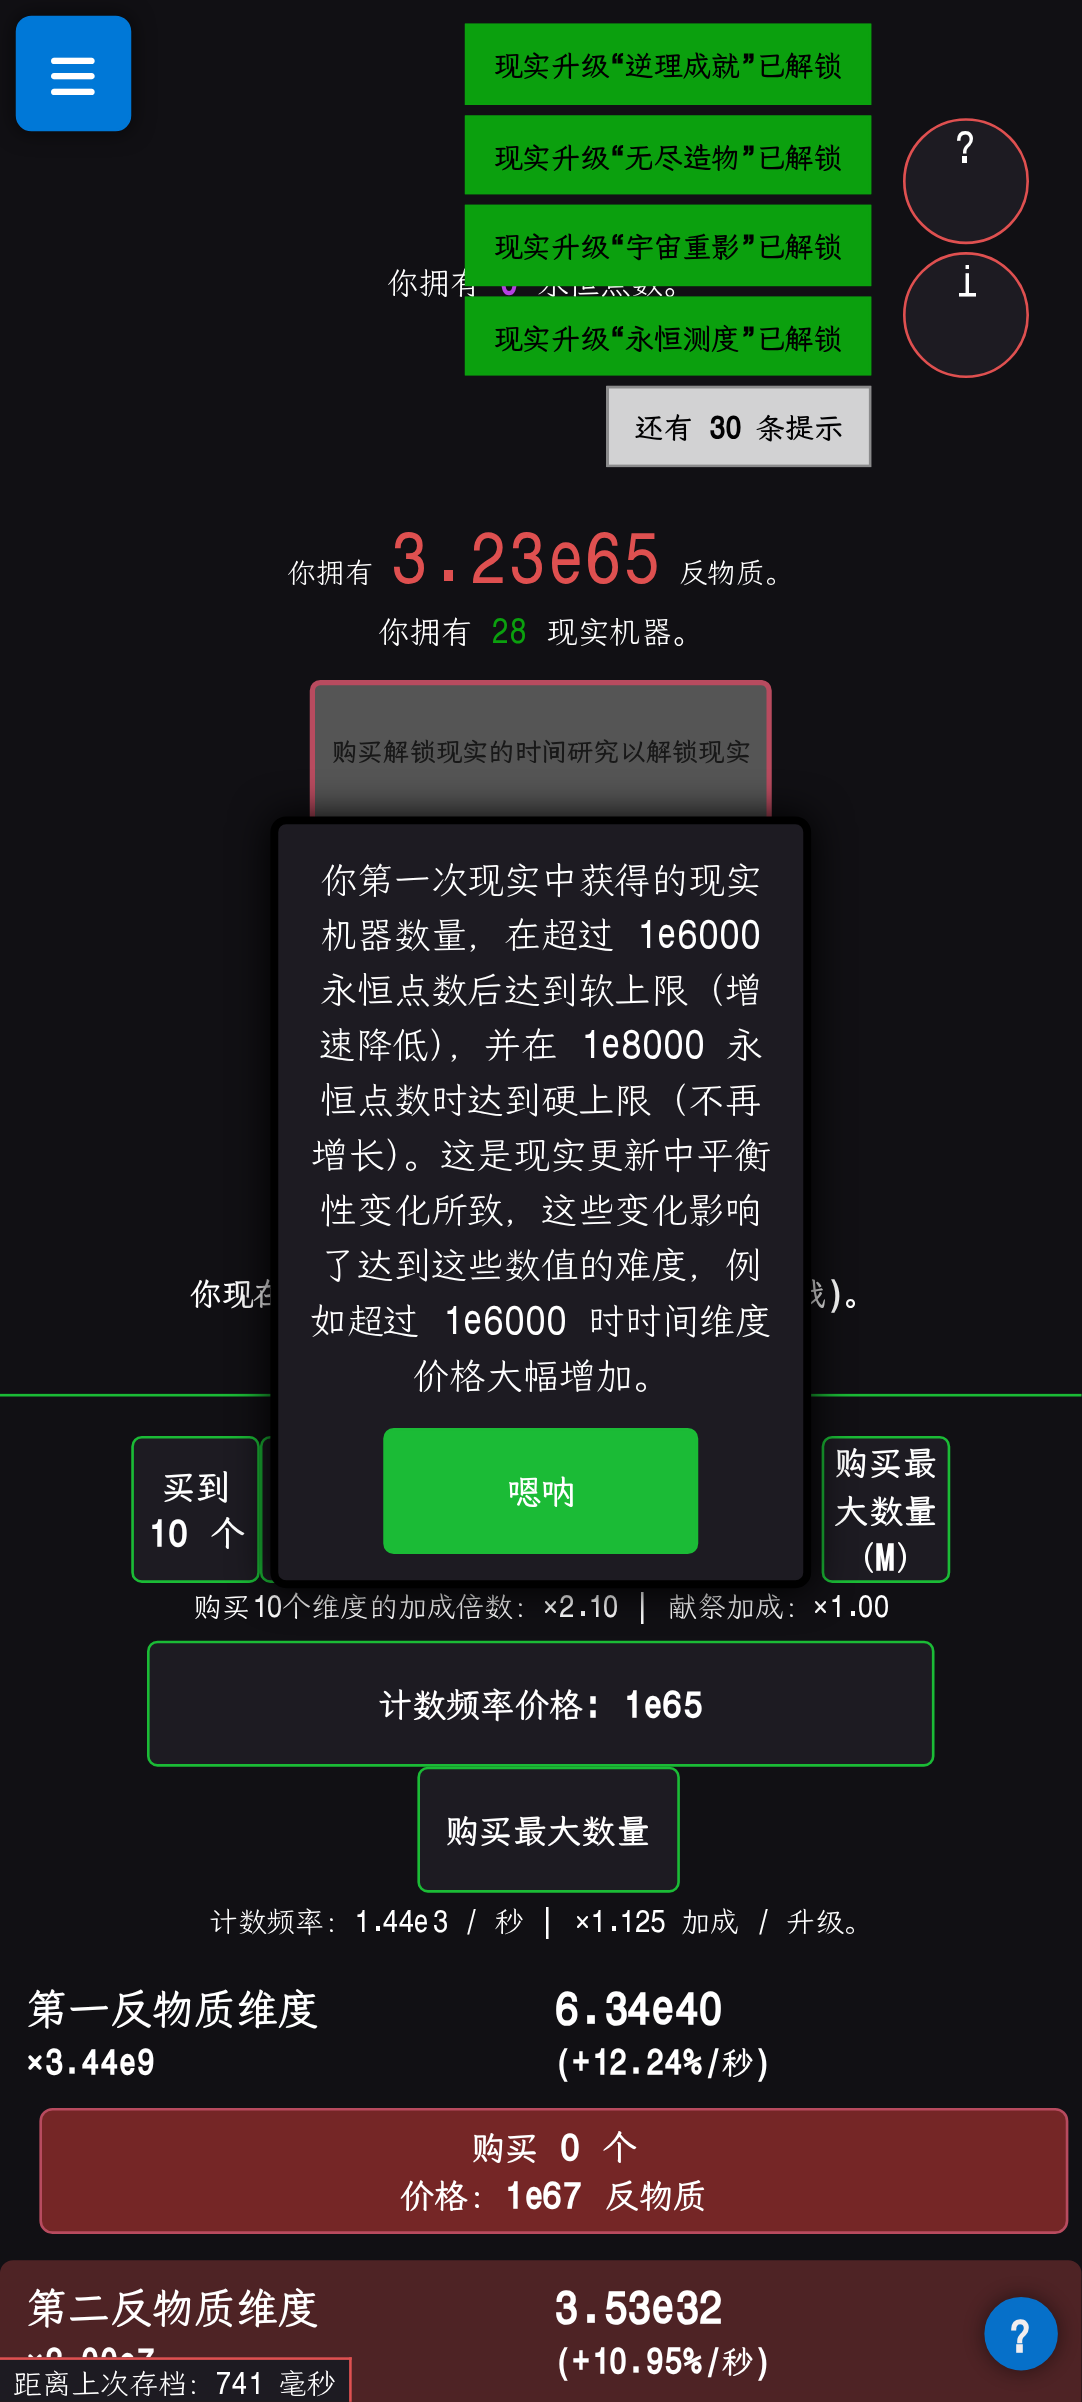 现实升级“逆理成就”已解锁
现实升级“无尽造物”已解锁
?
现实升级“宇宙重影”已解锁
你拥有
现实升级“永恒测度”已解锁
还有 30 条提示
你拥有 3.23e65 反物质。
你拥有 28 现实机器。
购买解锁现实的时间研究以解锁现实
你第一次现实中获得的现实
机器数量, 在超过 1e6000
永恒点数后达到软上限 (增
速降低), 并在 1e8000 永
恒点数时达到硬上限 (不再
增长)。这是现实更新中平衡
性变化所致, 这些变化影响
了达到这些数值的难度, 例
如超过 1e6000 时时间维度
价格大幅增加。
嗯呐
你现在
)。
买到
10 个
购买最
大数量
(M)
购买10个维度的加成倍数: ×2.10 | 献祭加成: ×1.00
计数频率价格: 1e65
购买最大数量
计数频率: 1.44e3 / 秒 | ×1.125 加成 / 升级。
第一反物质维度
×3.44e9
6.34e40
(+12.24%/秒)
购买 0 个
价格: 1e67 反物质
第二反物质维度
3.53e32
(+10.95%/秒)
?
距离上次存档: 741 毫秒